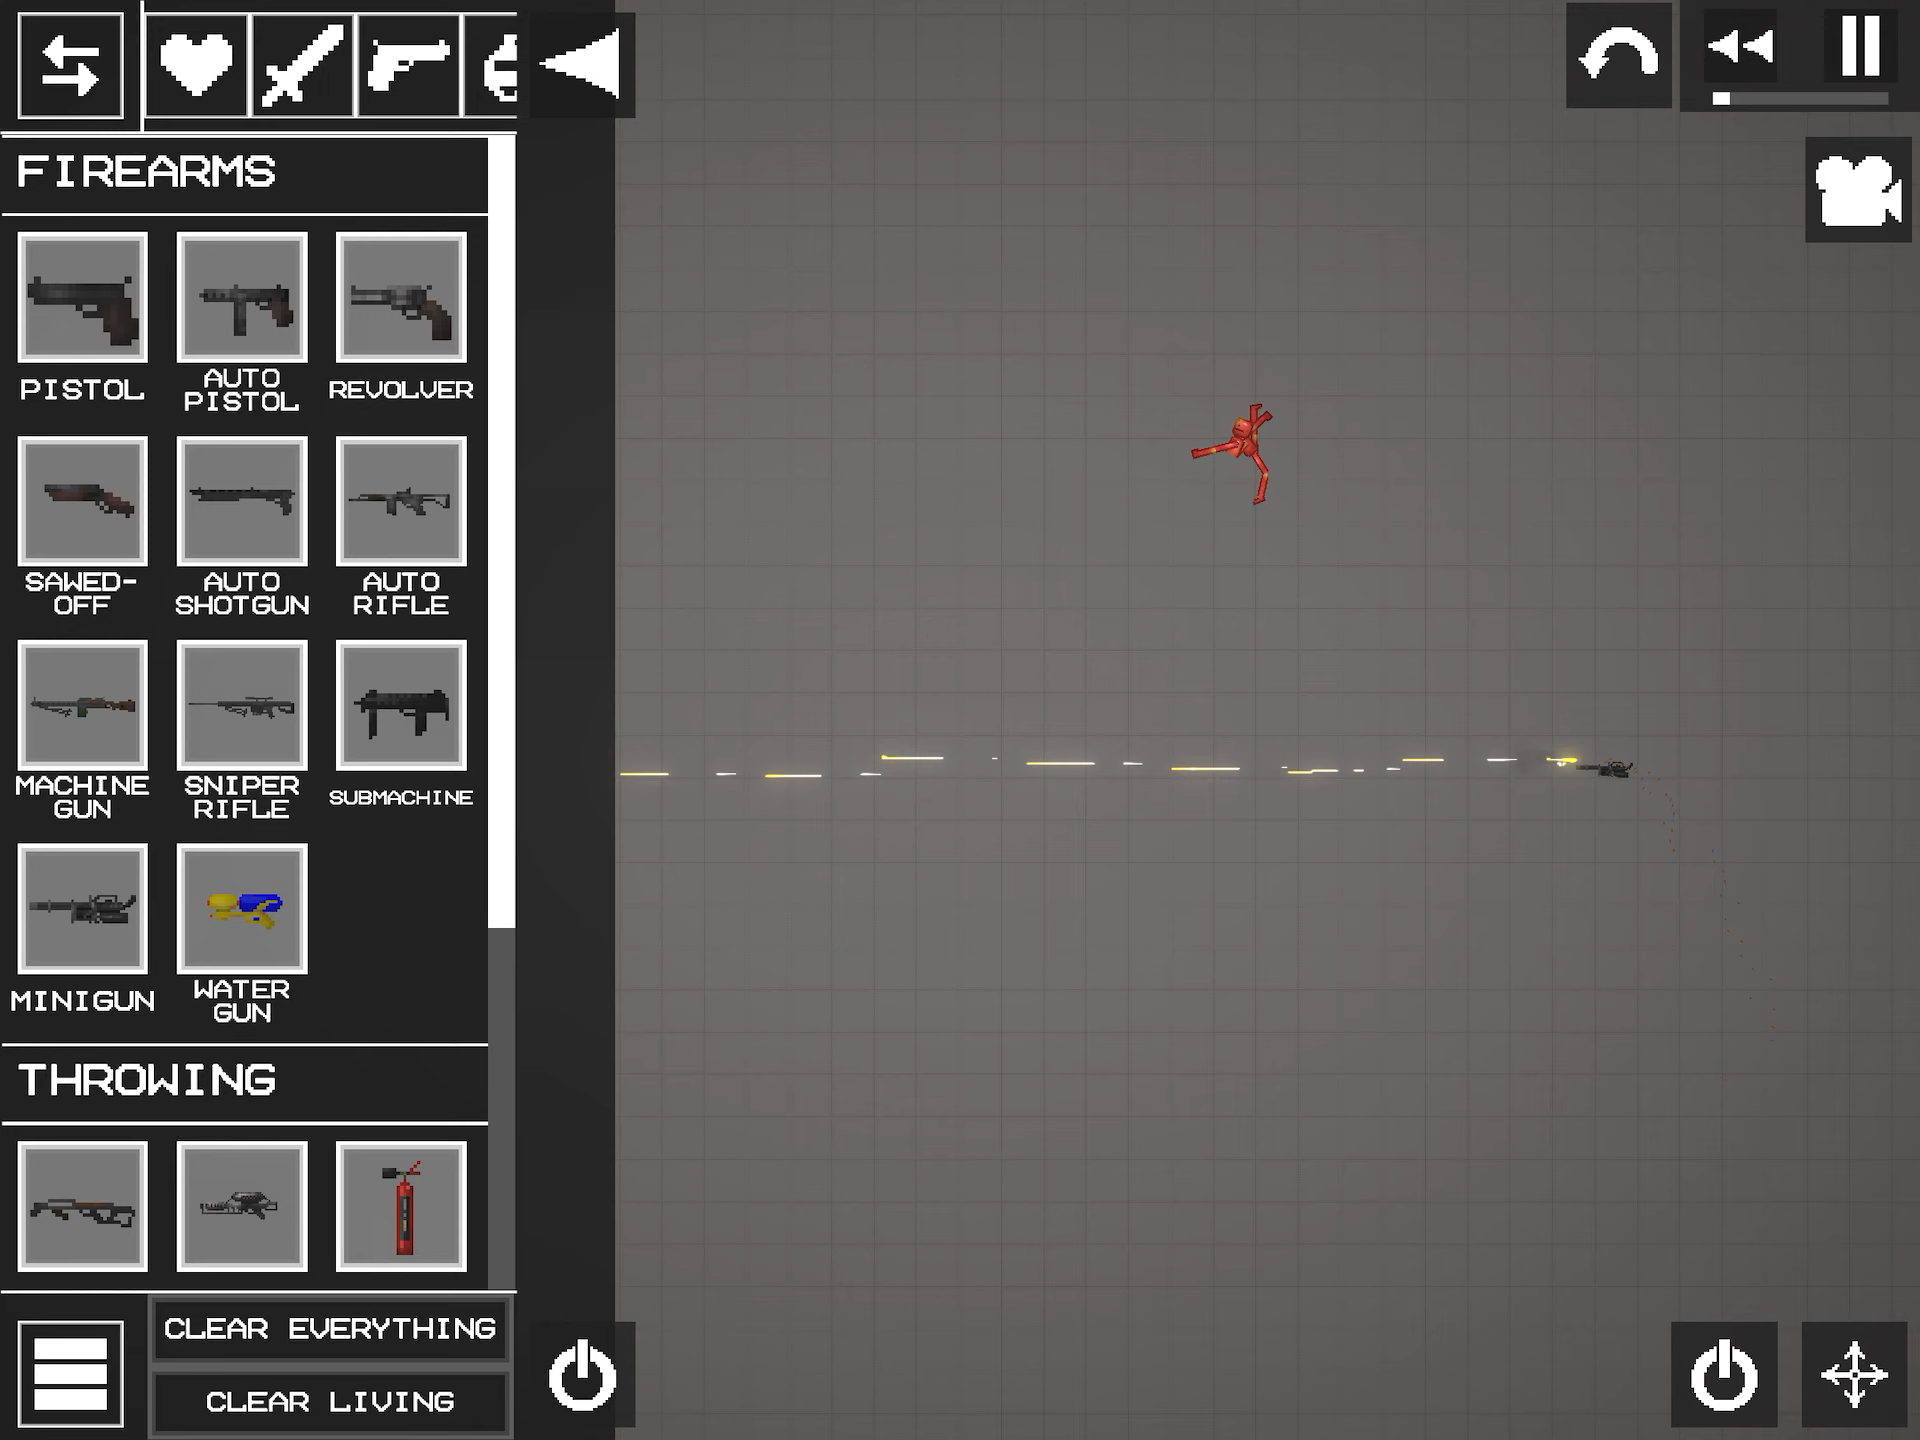 FIREARMS
PISTOL
AUTO
PISTOL
REVOLVER
SAWED-
OFF
AUTO
SHOTGUN
AUTO
RIFLE
MACHINE
GUN
SNIPER
RIFLE
SUBMACHINE
MINIGUN
WATER
GUN
THROWING
CLEAR EVERYTHING
CLEAR LIVING